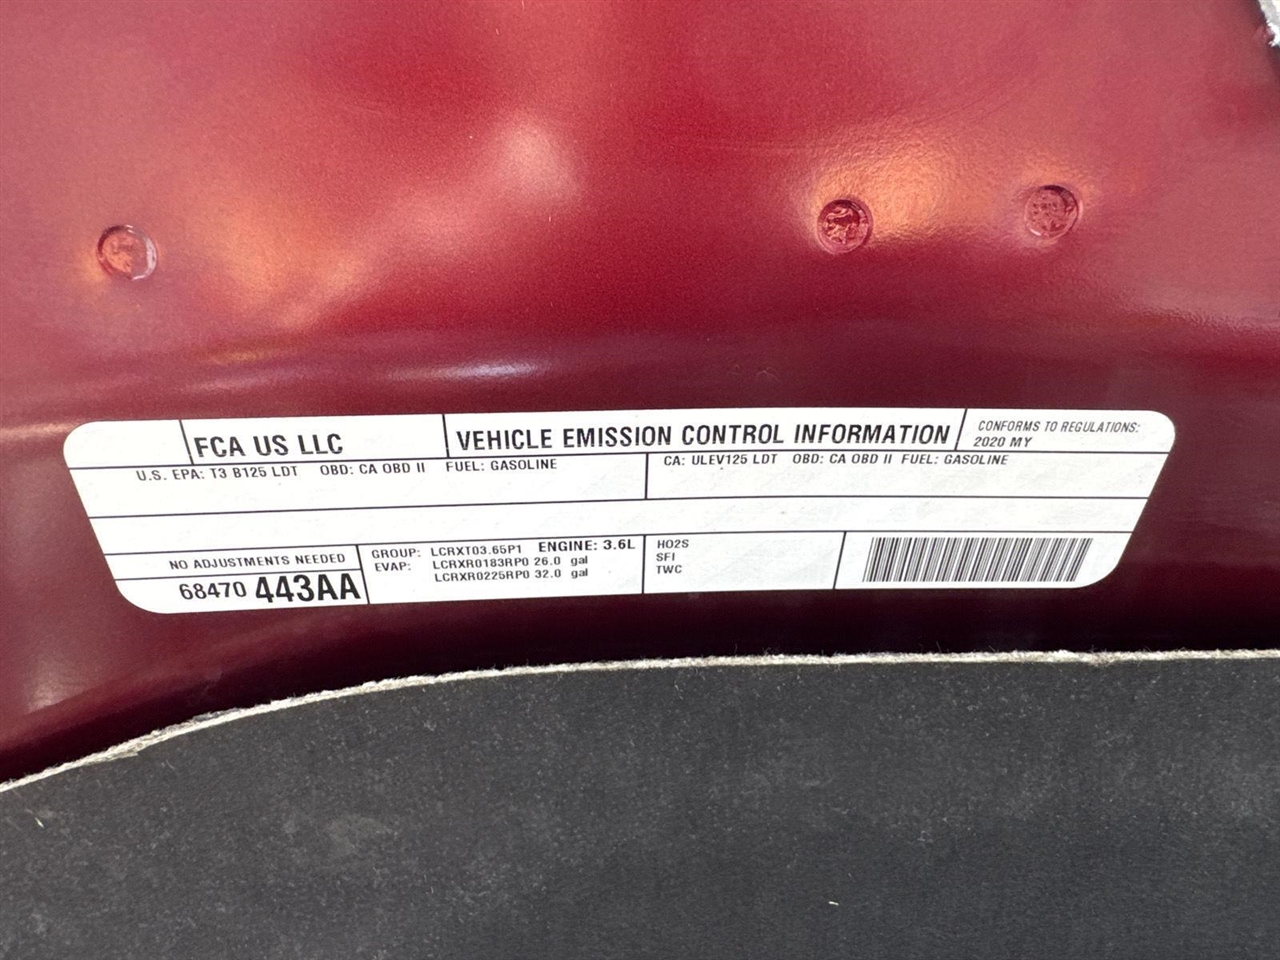 FCA US LLC
VEHICLE EMISSION CONTROL INFORMATION
CONFORMS TO REGULATIONS:
2020 MY
U.S. EPA: T3 B125 LDT OBD: CA OBD II FUEL: GASOLINE
CA: ULEV125 LDT OBD: CA OBD II FUEL: GASOLINE
NO ADJUSTMENTS NEEDED
68470 443AA
GROUP: LCRXT03.65P1 ENGINE: 3.6L
EVAP: LCRXR0183RP0 26.0 gal
LCRXR0225RP0 32.0 gal
HO2S
SFI
TWC